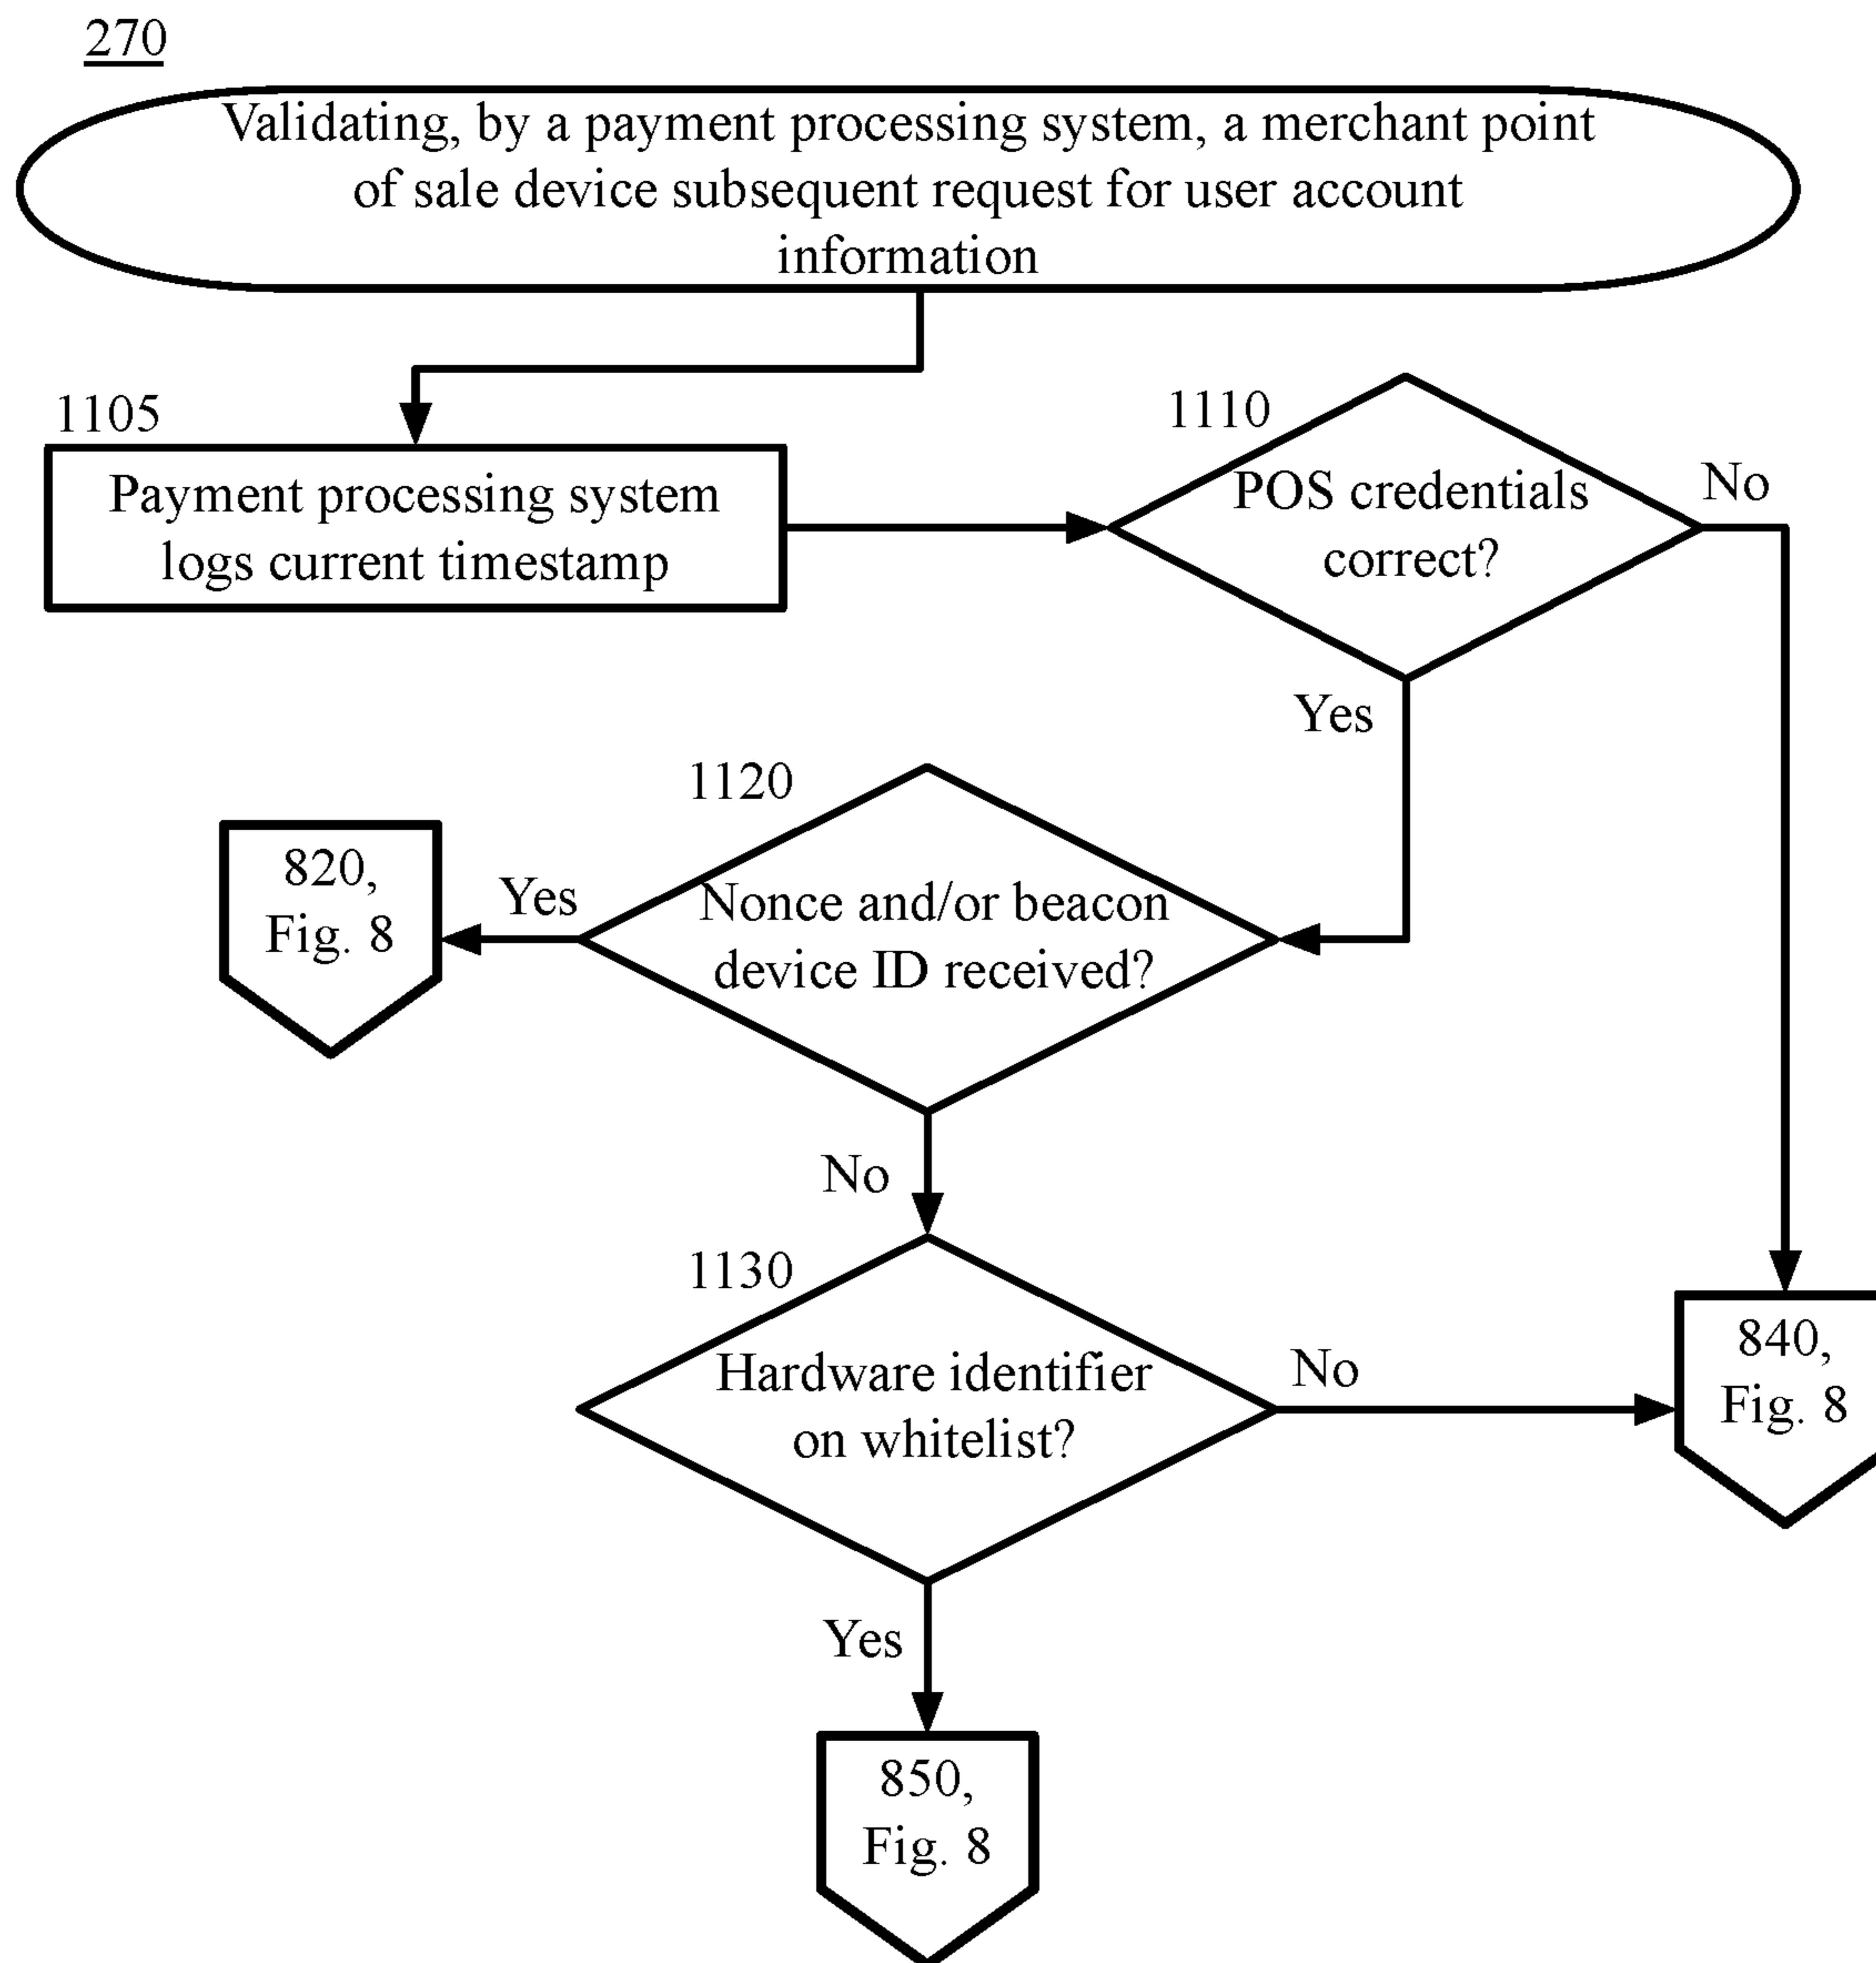 270
Validating, by a payment processing system, a merchant point
of sale device subsequent request for user account
information
1105
Payment processing system
logs current timestamp
1110
POS credentials
correct?
No
Yes
1120
Nonce and/or beacon
device ID received?
Yes
820,
Fig. 8
No
1130
Hardware identifier
on whitelist?
No
840,
Fig. 8
Yes
850,
Fig. 8